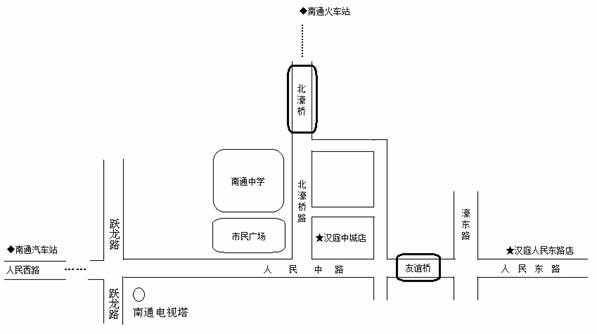 ◆南通火车站
北濠桥
南通中学
北濠桥路
跃龙路
市民广场
★汉庭中城店
濠东路
◆南通汽车站
★汉庭人民东路店
人民西路 ······
人民中路
友谊桥
人民东路
跃龙路
南通电视塔